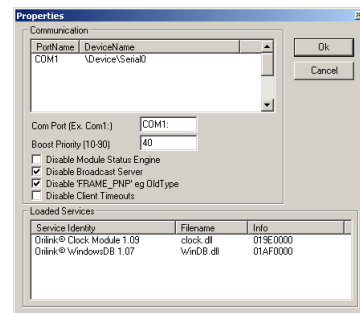 Properties
Communication
PortName DeviceName
COM1 \Device\Serial0
Ok
Cancel
Com Port (Ex. Com1:) COM1:
Boost Priority (10-90) 40
Disable Module Status Engine
Disable Broadcast Server
Disable 'FRAME_PNP' eg OldType
Disable Client Timeouts
Loaded Services
Service Identity Filename Info
Orilink® Clock Module 1.09 clock.dll 019E0000
Orilink® WindowsDB 1.07 WinDB.dll 01AF0000